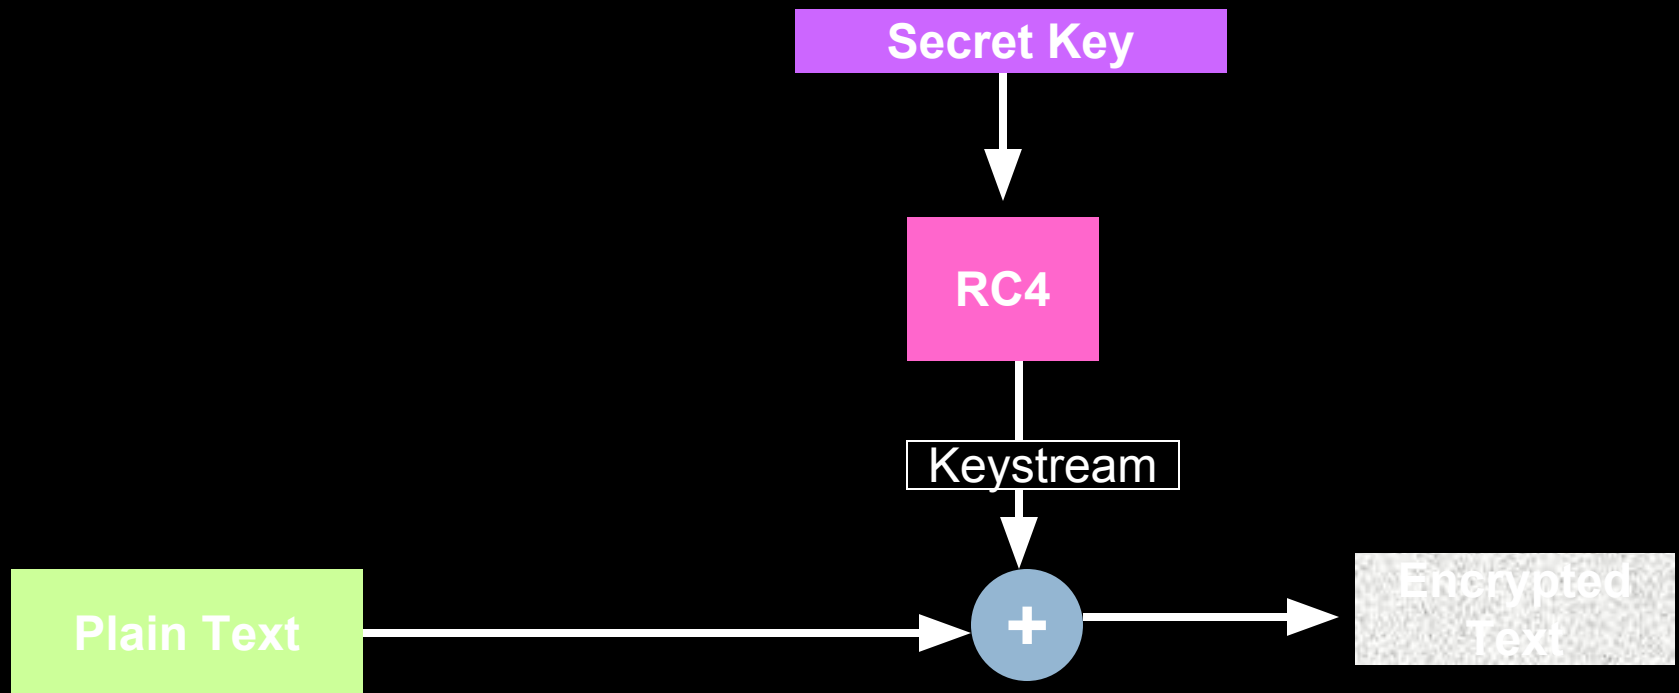 Secret Key
RC4
Keystream
Plain Text
+
Encrypted
Text